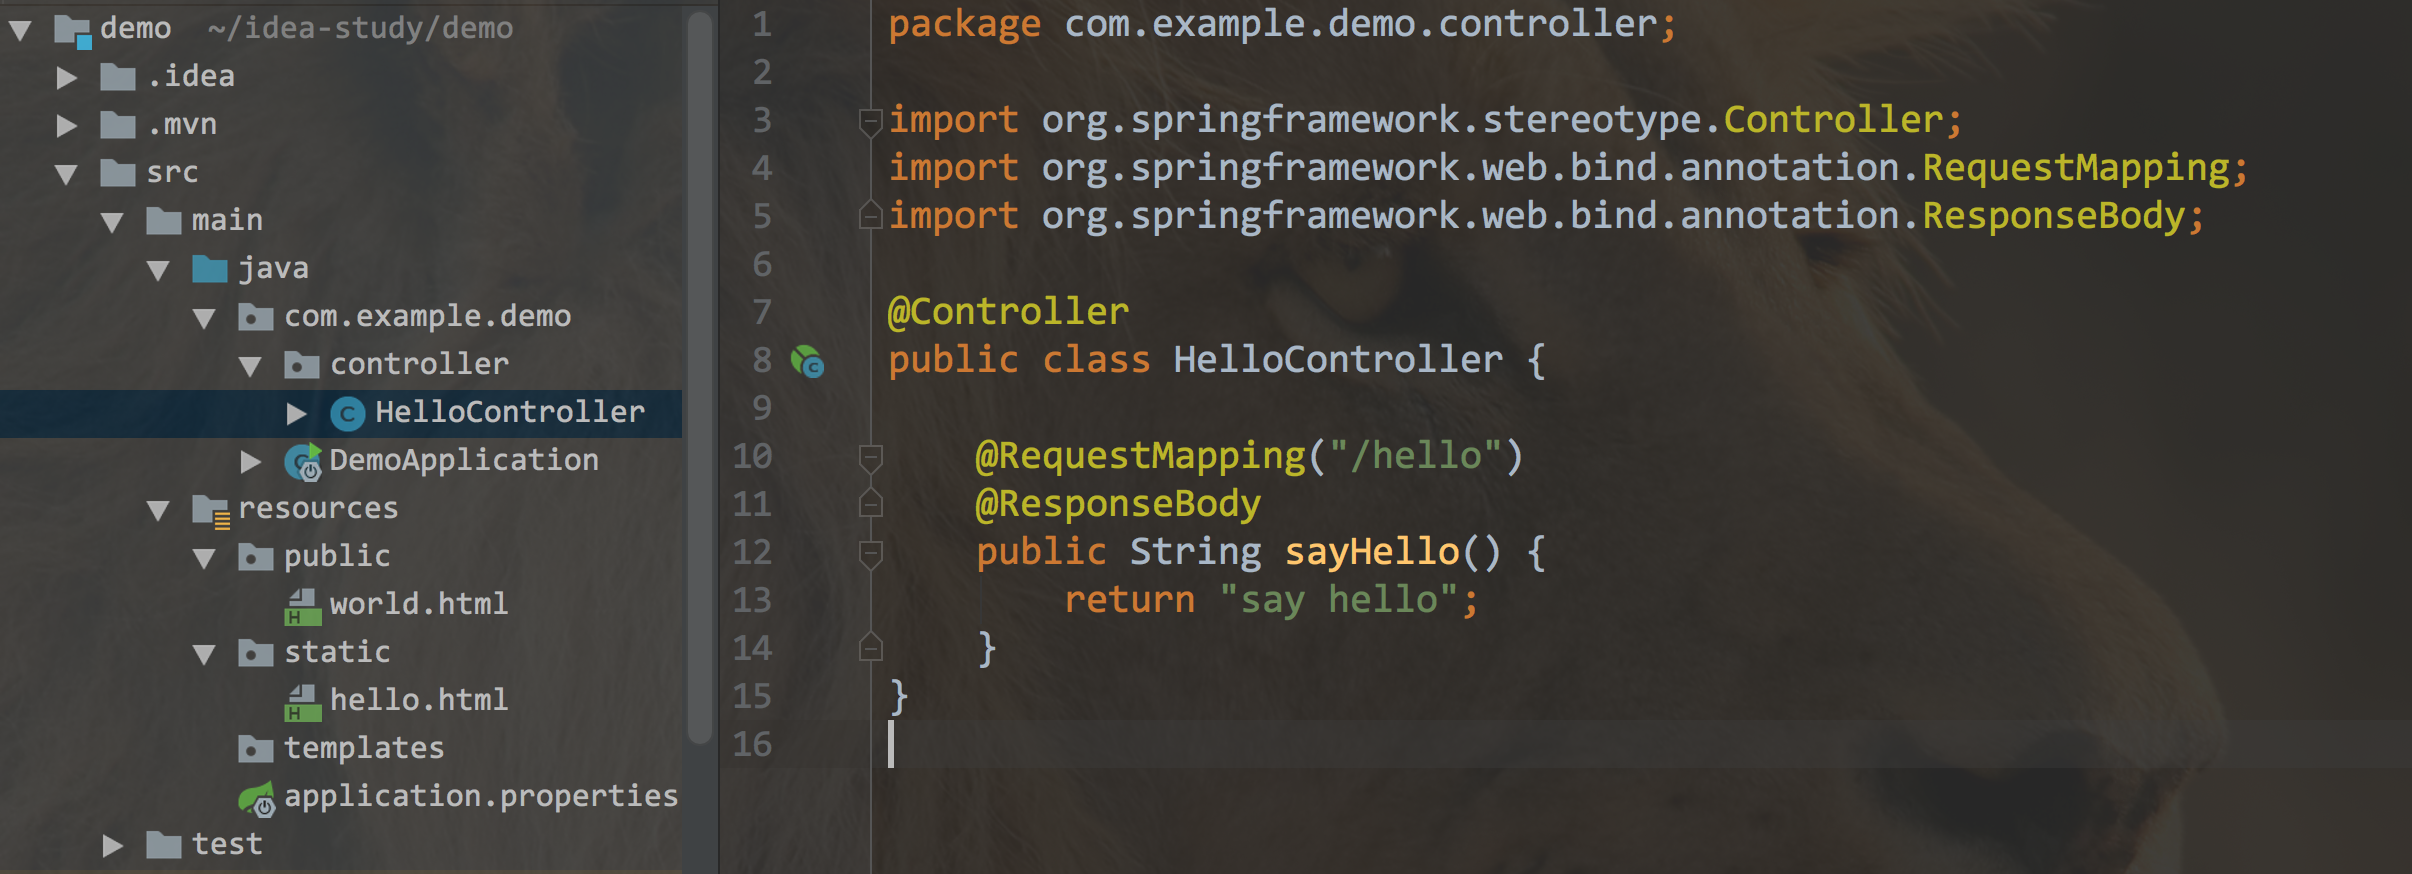 demo ~/idea-study/demo
.idea
.mvn
src
main
java
com.example.demo
controller
HelloController
DemoApplication
resources
public
world.html
static
hello.html
templates
application.properties
test
1 package com.example.demo.controller;
2
3 import org.springframework.stereotype.Controller;
4 import org.springframework.web.bind.annotation.RequestMapping;
5 import org.springframework.web.bind.annotation.ResponseBody;
6
7 @Controller
8 public class HelloController {
9
10 @RequestMapping("/hello")
11 @ResponseBody
12 public String sayHello() {
13 return "say hello";
14 }
15 }
16